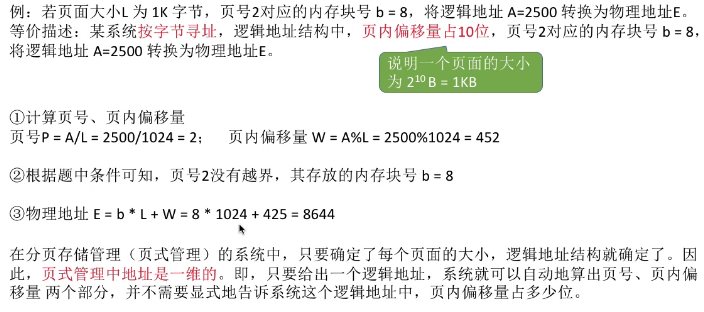 例：若页面大小L 为 1K 字节，页号2对应的内存块号 b = 8，将逻辑地址 A=2500 转换为物理地址E。
等价描述：某系统按字节寻址，逻辑地址结构中，页内偏移量占10位，页号2对应的内存块号 b = 8，
将逻辑地址 A=2500 转换为物理地址E。
说明一个页面的大小
为 2¹⁰ B = 1KB
①计算页号、页内偏移量
页号P = A/L = 2500/1024 = 2； 页内偏移量 W = A%L = 2500%1024 = 452
②根据题中条件可知，页号2没有越界，其存放的内存块号 b = 8
③物理地址 E = b * L + W = 8 * 1024 + 425 = 8644
在分页存储管理（页式管理）的系统中，只要确定了每个页面的大小，逻辑地址结构就确定了。因
此，页式管理中地址是一维的。即，只要给出一个逻辑地址，系统就可以自动地算出页号、页内偏
移量 两个部分，并不需要显式地告诉系统这个逻辑地址中，页内偏移量占多少位。